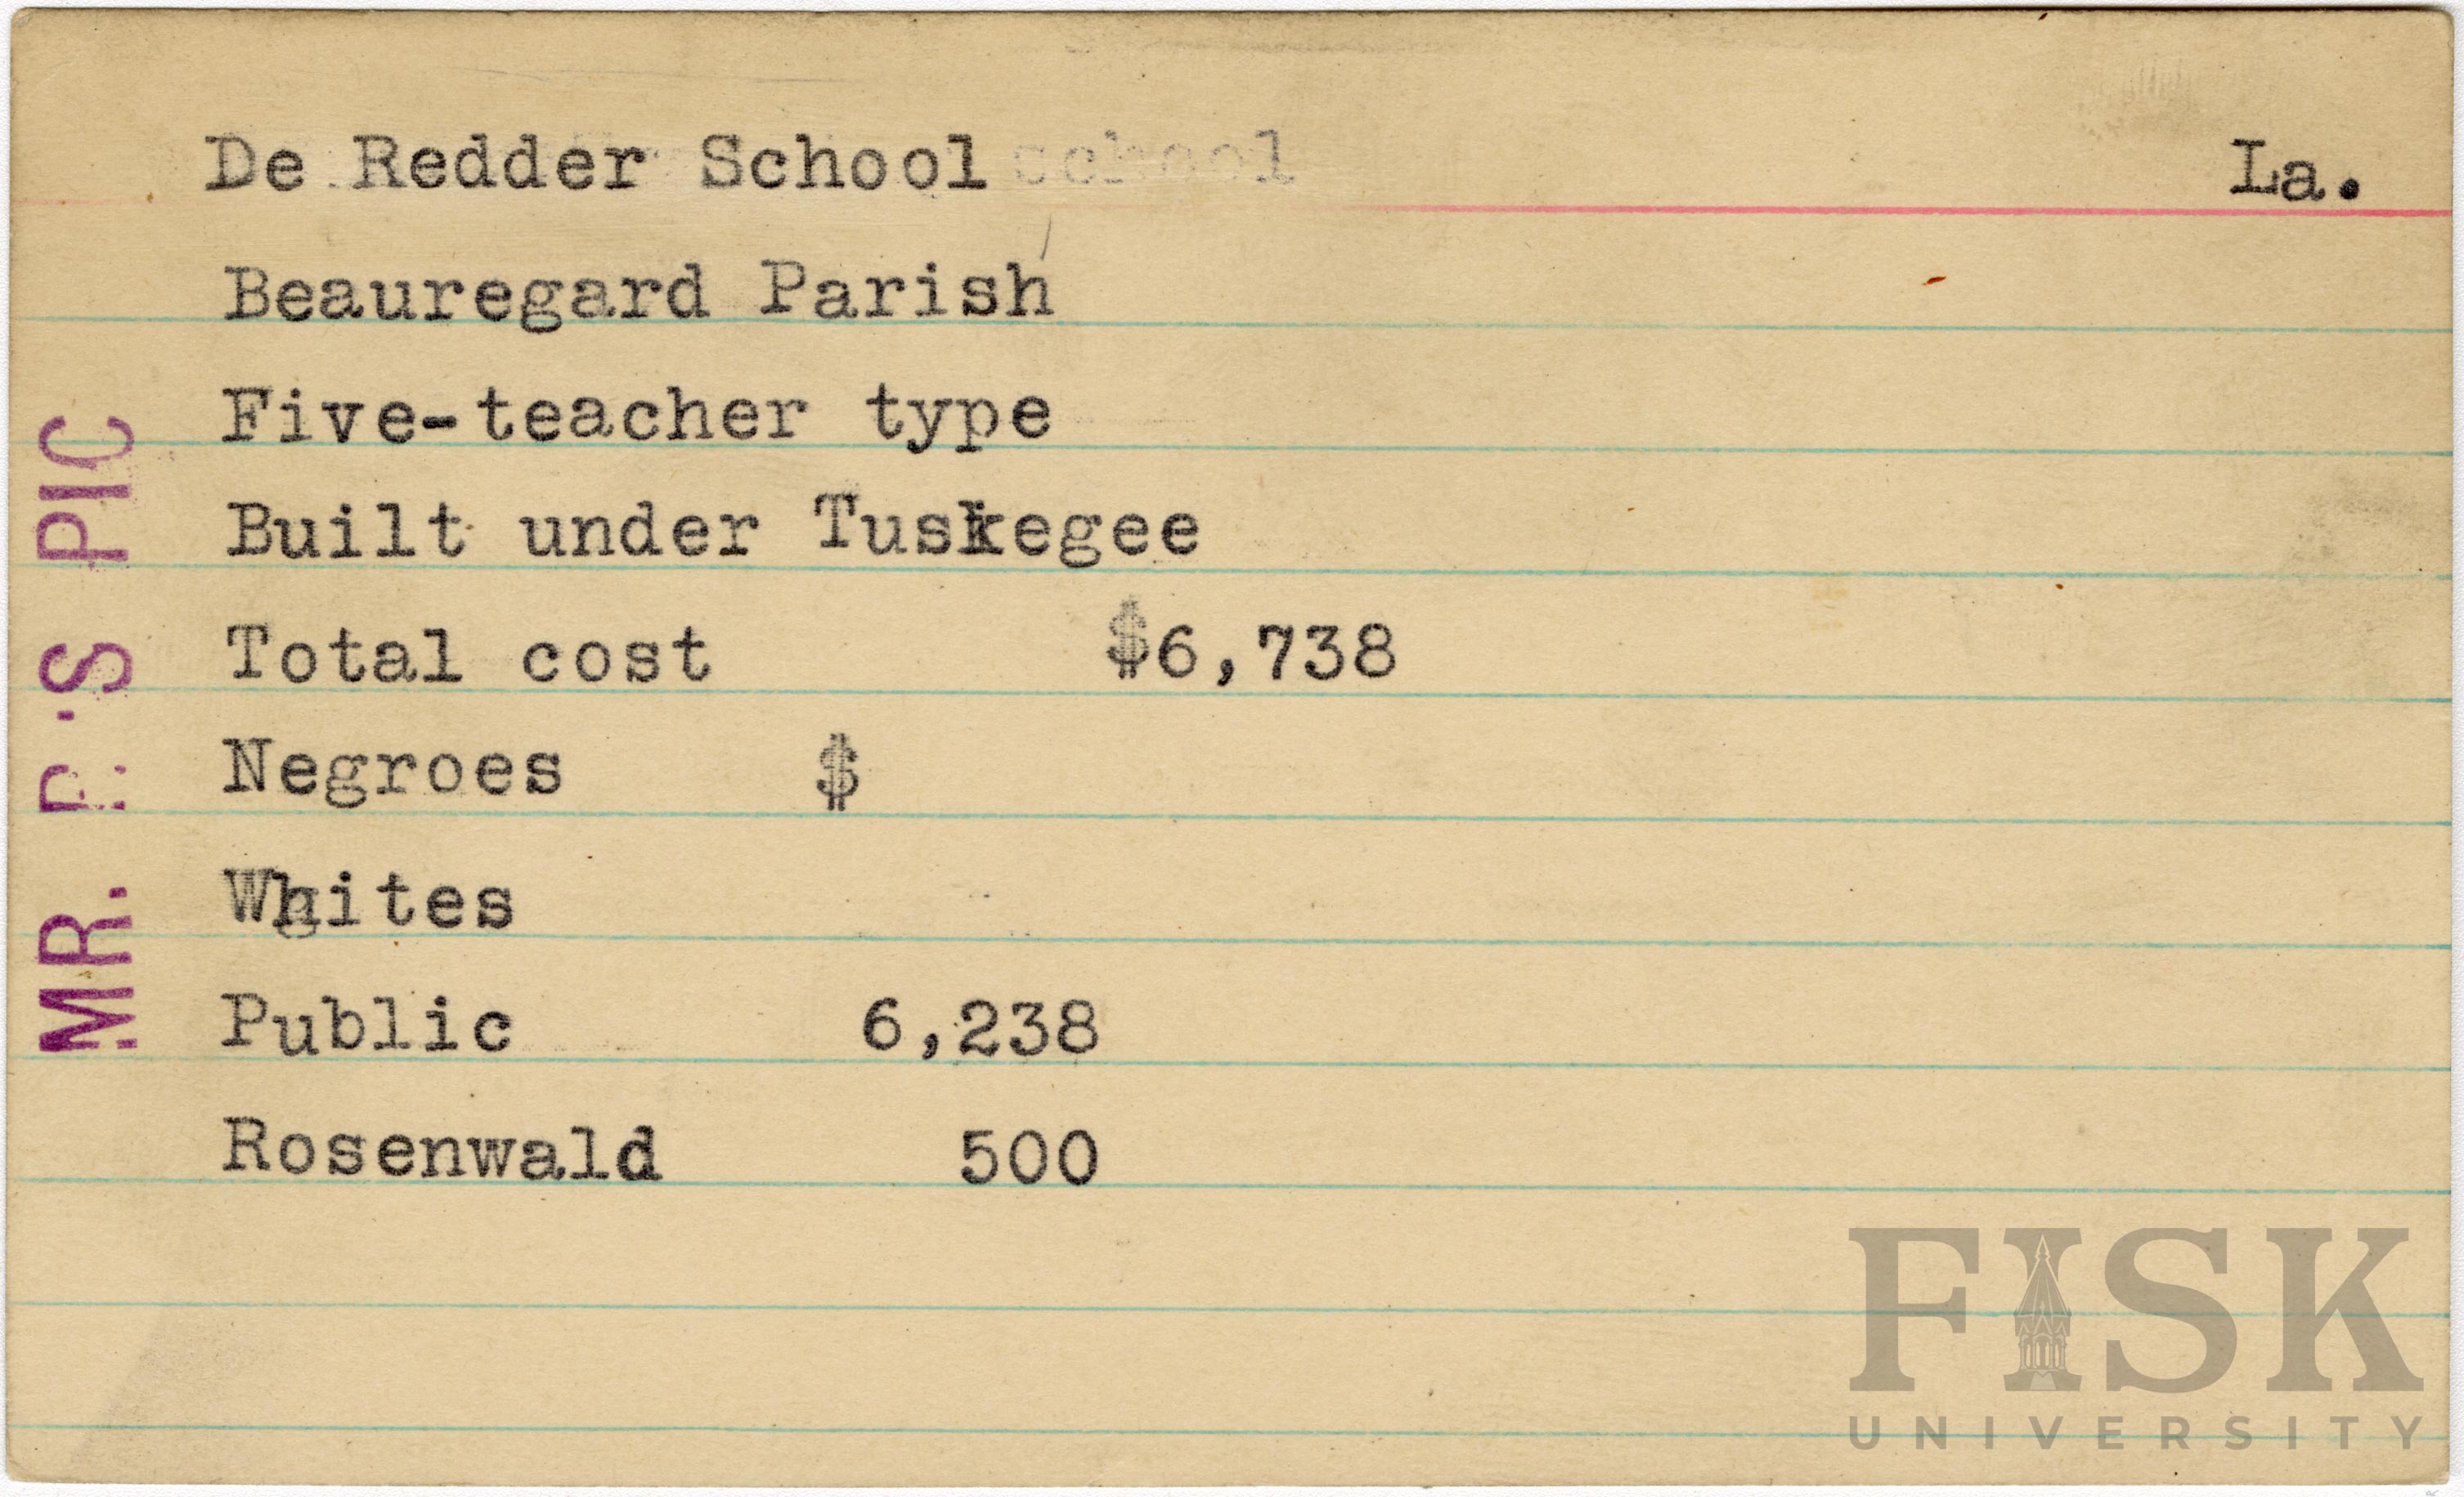 De Redder School school La.
Beauregard Parish
Five-teacher type
Built under Tuskegee
Total cost $6,738
Negroes $
Whites
Public 6,238
Rosenwald 500
MR. 'S PIC
FISK
UNIVERSITY